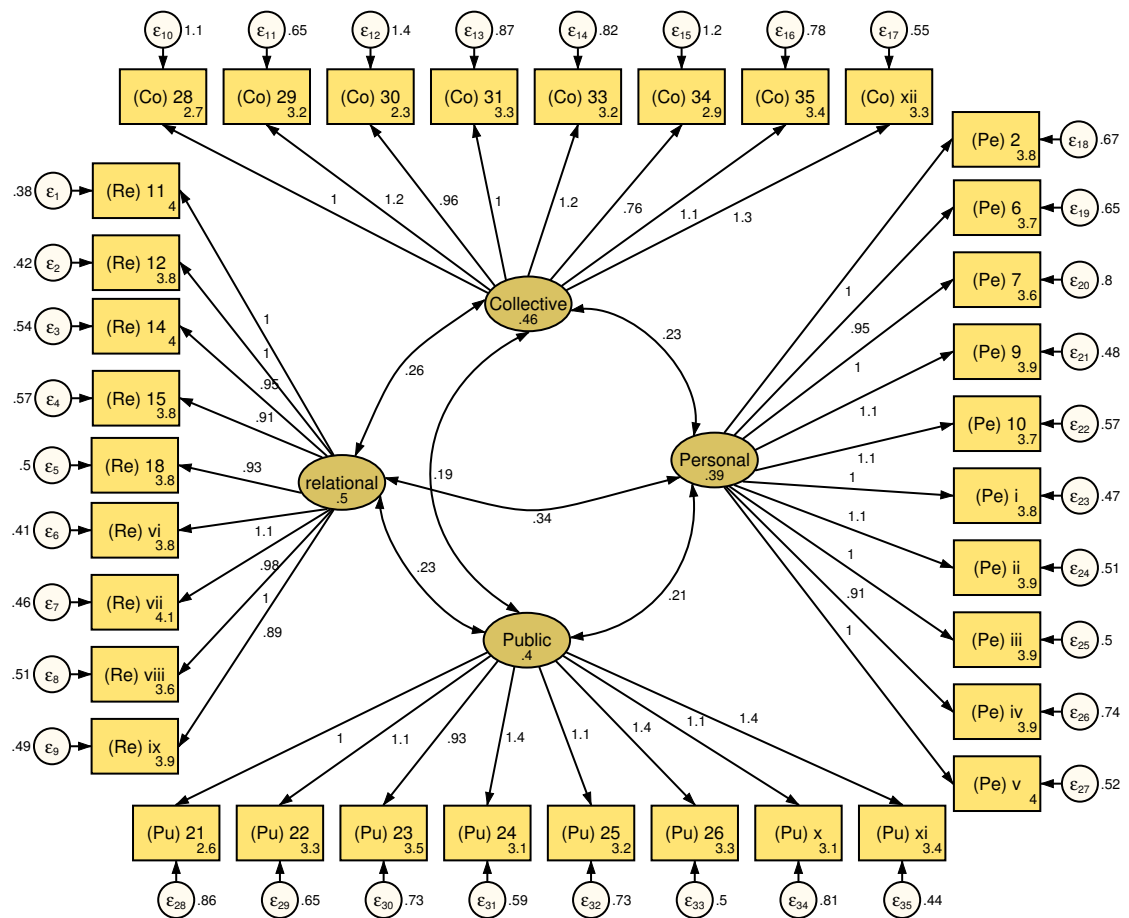 ε10 1.1 ε11 .65 ε12 1.4 ε13 .87 ε14 .82 ε15 1.2 ε16 .78 ε17 .55
(Co) 28 (Co) 29 (Co) 30 (Co) 31 (Co) 33 (Co) 34 (Co) 35 (Co) xii
2.7 3.2 2.3 3.3 3.2 2.9 3.4 3.3
1 1.2 .96 1 1.2 .76 1.1 1.3
.38 ε1 (Re) 11 4
.42 ε2 (Re) 12 3.8
.54 ε3 (Re) 14 4
.57 ε4 (Re) 15 3.8
.5 ε5 (Re) 18 3.8
.41 ε6 (Re) vi 3.8
.46 ε7 (Re) vii 4.1
.51 ε8 (Re) viii 3.6
.49 ε9 (Re) ix 3.9
1
1
.95
.91
.93
1.1
.98
1
.89
Collective
.46
relational
.5
Personal
.39
Public
.4
.26
.23
.19
.34
.23
.21
1
.95
1
1.1
1.1
1
1.1
1
.91
1
(Pe) 2 3.8 ε18 .67
(Pe) 6 3.7 ε19 .65
(Pe) 7 3.6 ε20 .8
(Pe) 9 3.9 ε21 .48
(Pe) 10 3.7 ε22 .57
(Pe) i 3.8 ε23 .47
(Pe) ii 3.9 ε24 .51
(Pe) iii 3.9 ε25 .5
(Pe) iv 3.9 ε26 .74
(Pe) v 4 ε27 .52
1 1.1 .93 1.4 1.1 1.4 1.1 1.4
(Pu) 21 (Pu) 22 (Pu) 23 (Pu) 24 (Pu) 25 (Pu) 26 (Pu) x (Pu) xi
2.6 3.3 3.5 3.1 3.2 3.3 3.1 3.4
ε28 .86 ε29 .65 ε30 .73 ε31 .59 ε32 .73 ε33 .5 ε34 .81 ε35 .44